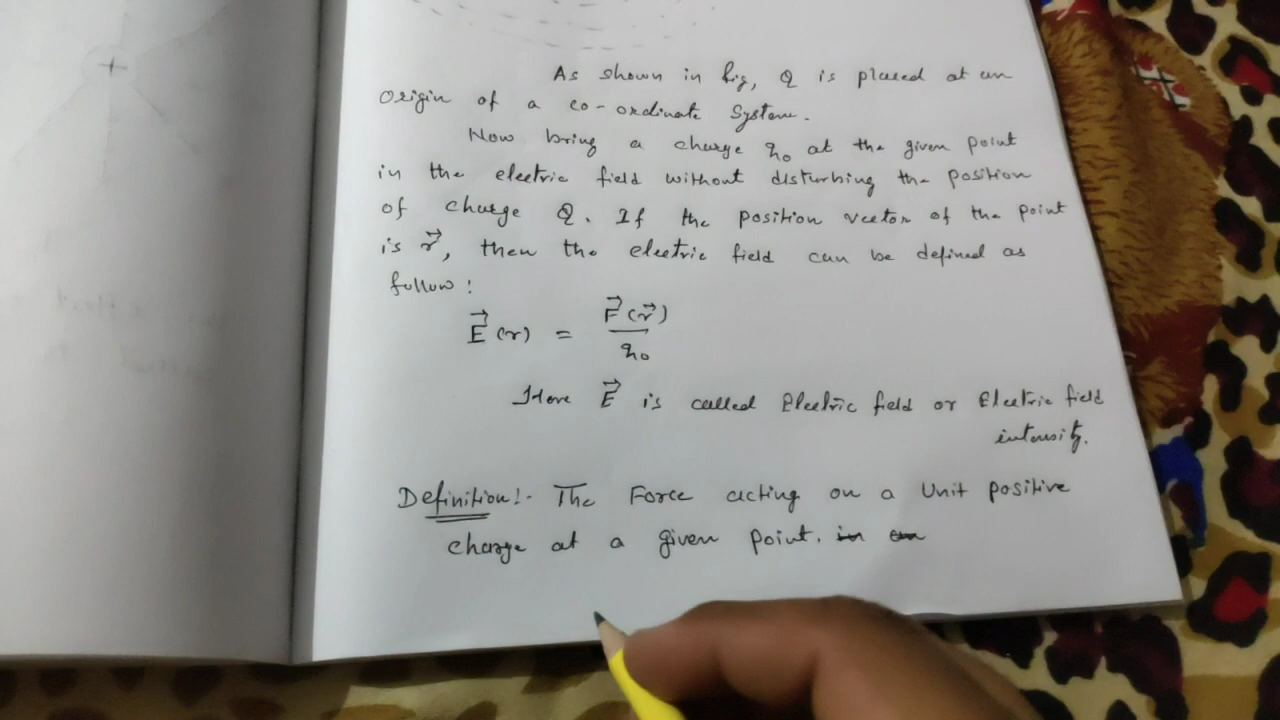 As shown in fig, Q is placed at an
origin of a co-ordinate System.
Now bring a charge q₀ at the given point
in the electric field without disturbing the position
of charge Q. If the position vector of the point
is r⃗, then the electric field can be defined as
follow:
E⃗(r) = F⃗(r⃗) / q₀
Here E⃗ is called Electric field or Electric field
intensity.
Definition:- The Force acting on a Unit positive
charge at a given point.